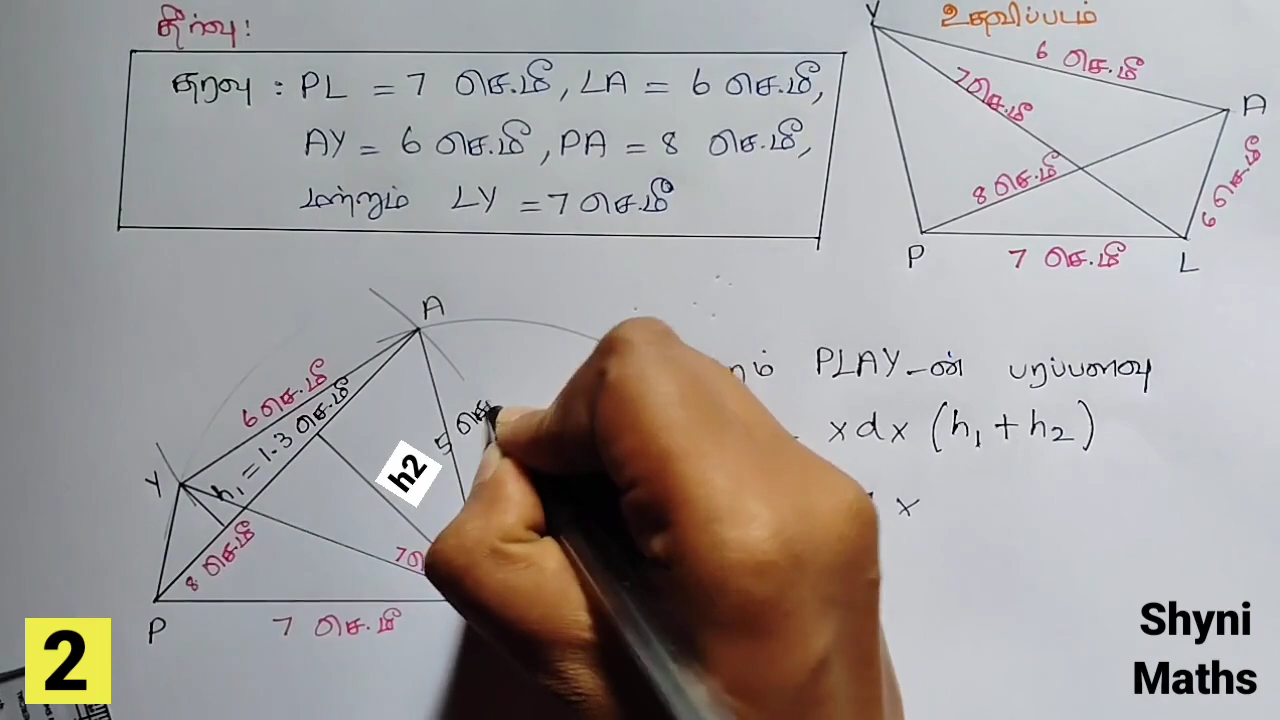 தீர்வு:
தரவு : PL = 7 செ.மீ, LA = 6 செ.மீ,
AY = 6 செ.மீ, PA = 8 செ.மீ,
மற்றும் LY = 7 செ.மீ
உதவிப்படம்
Y
6 செ.மீ
A
7 செ.மீ
8 செ.மீ
6 செ.மீ
P
7 செ.மீ
L
A
6 செ.மீ
h₁ = 1.3 செ.மீ
Y
h2
5 செ
8 செ.மீ
P
7 செ.மீ
PLAY-ன் பரப்பளவு
x d x (h₁ + h₂)
x
2
Shyni
Maths